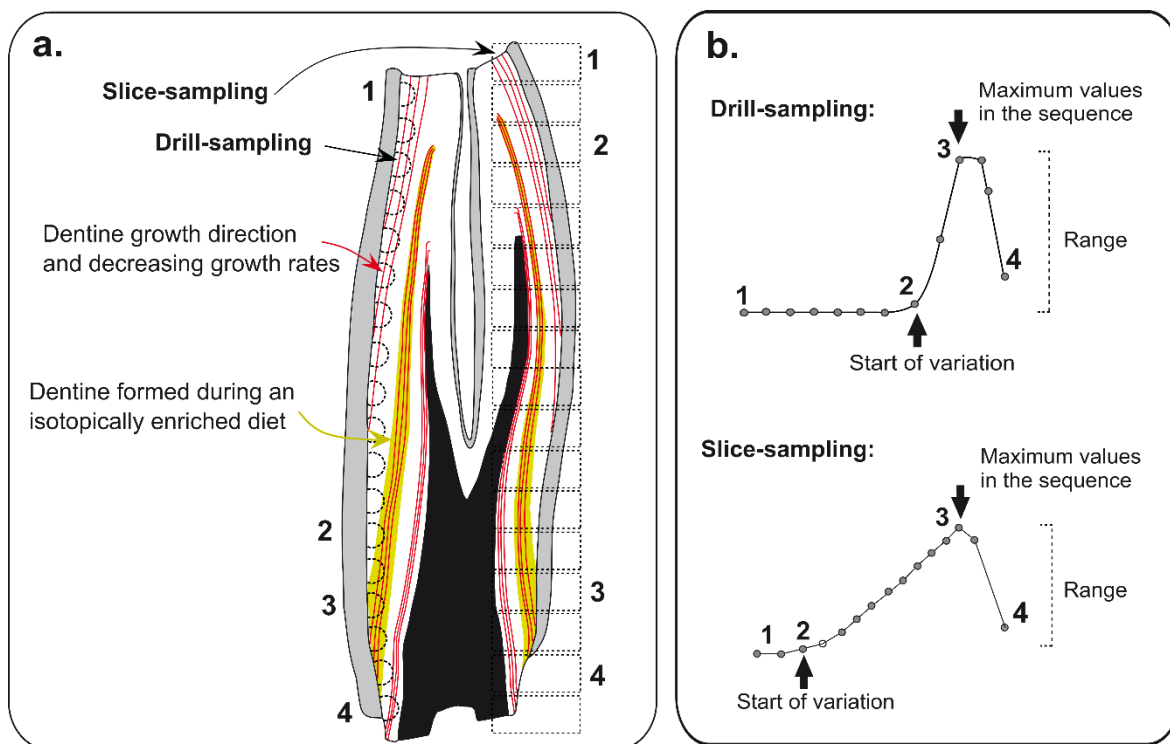 a.
Slice-sampling
1
Drill-sampling
Dentine growth direction
and decreasing growth rates
Dentine formed during an
isotopically enriched diet
2
3
4
1
2
3
4
b.
Drill-sampling:
Maximum values
in the sequence
3
Range
4
1
2
Start of variation
Slice-sampling:
Maximum values
in the sequence
3
Range
4
1
2
Start of variation